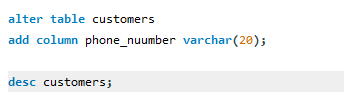 alter table customers
add column phone_nuumber varchar(20);
desc customers;